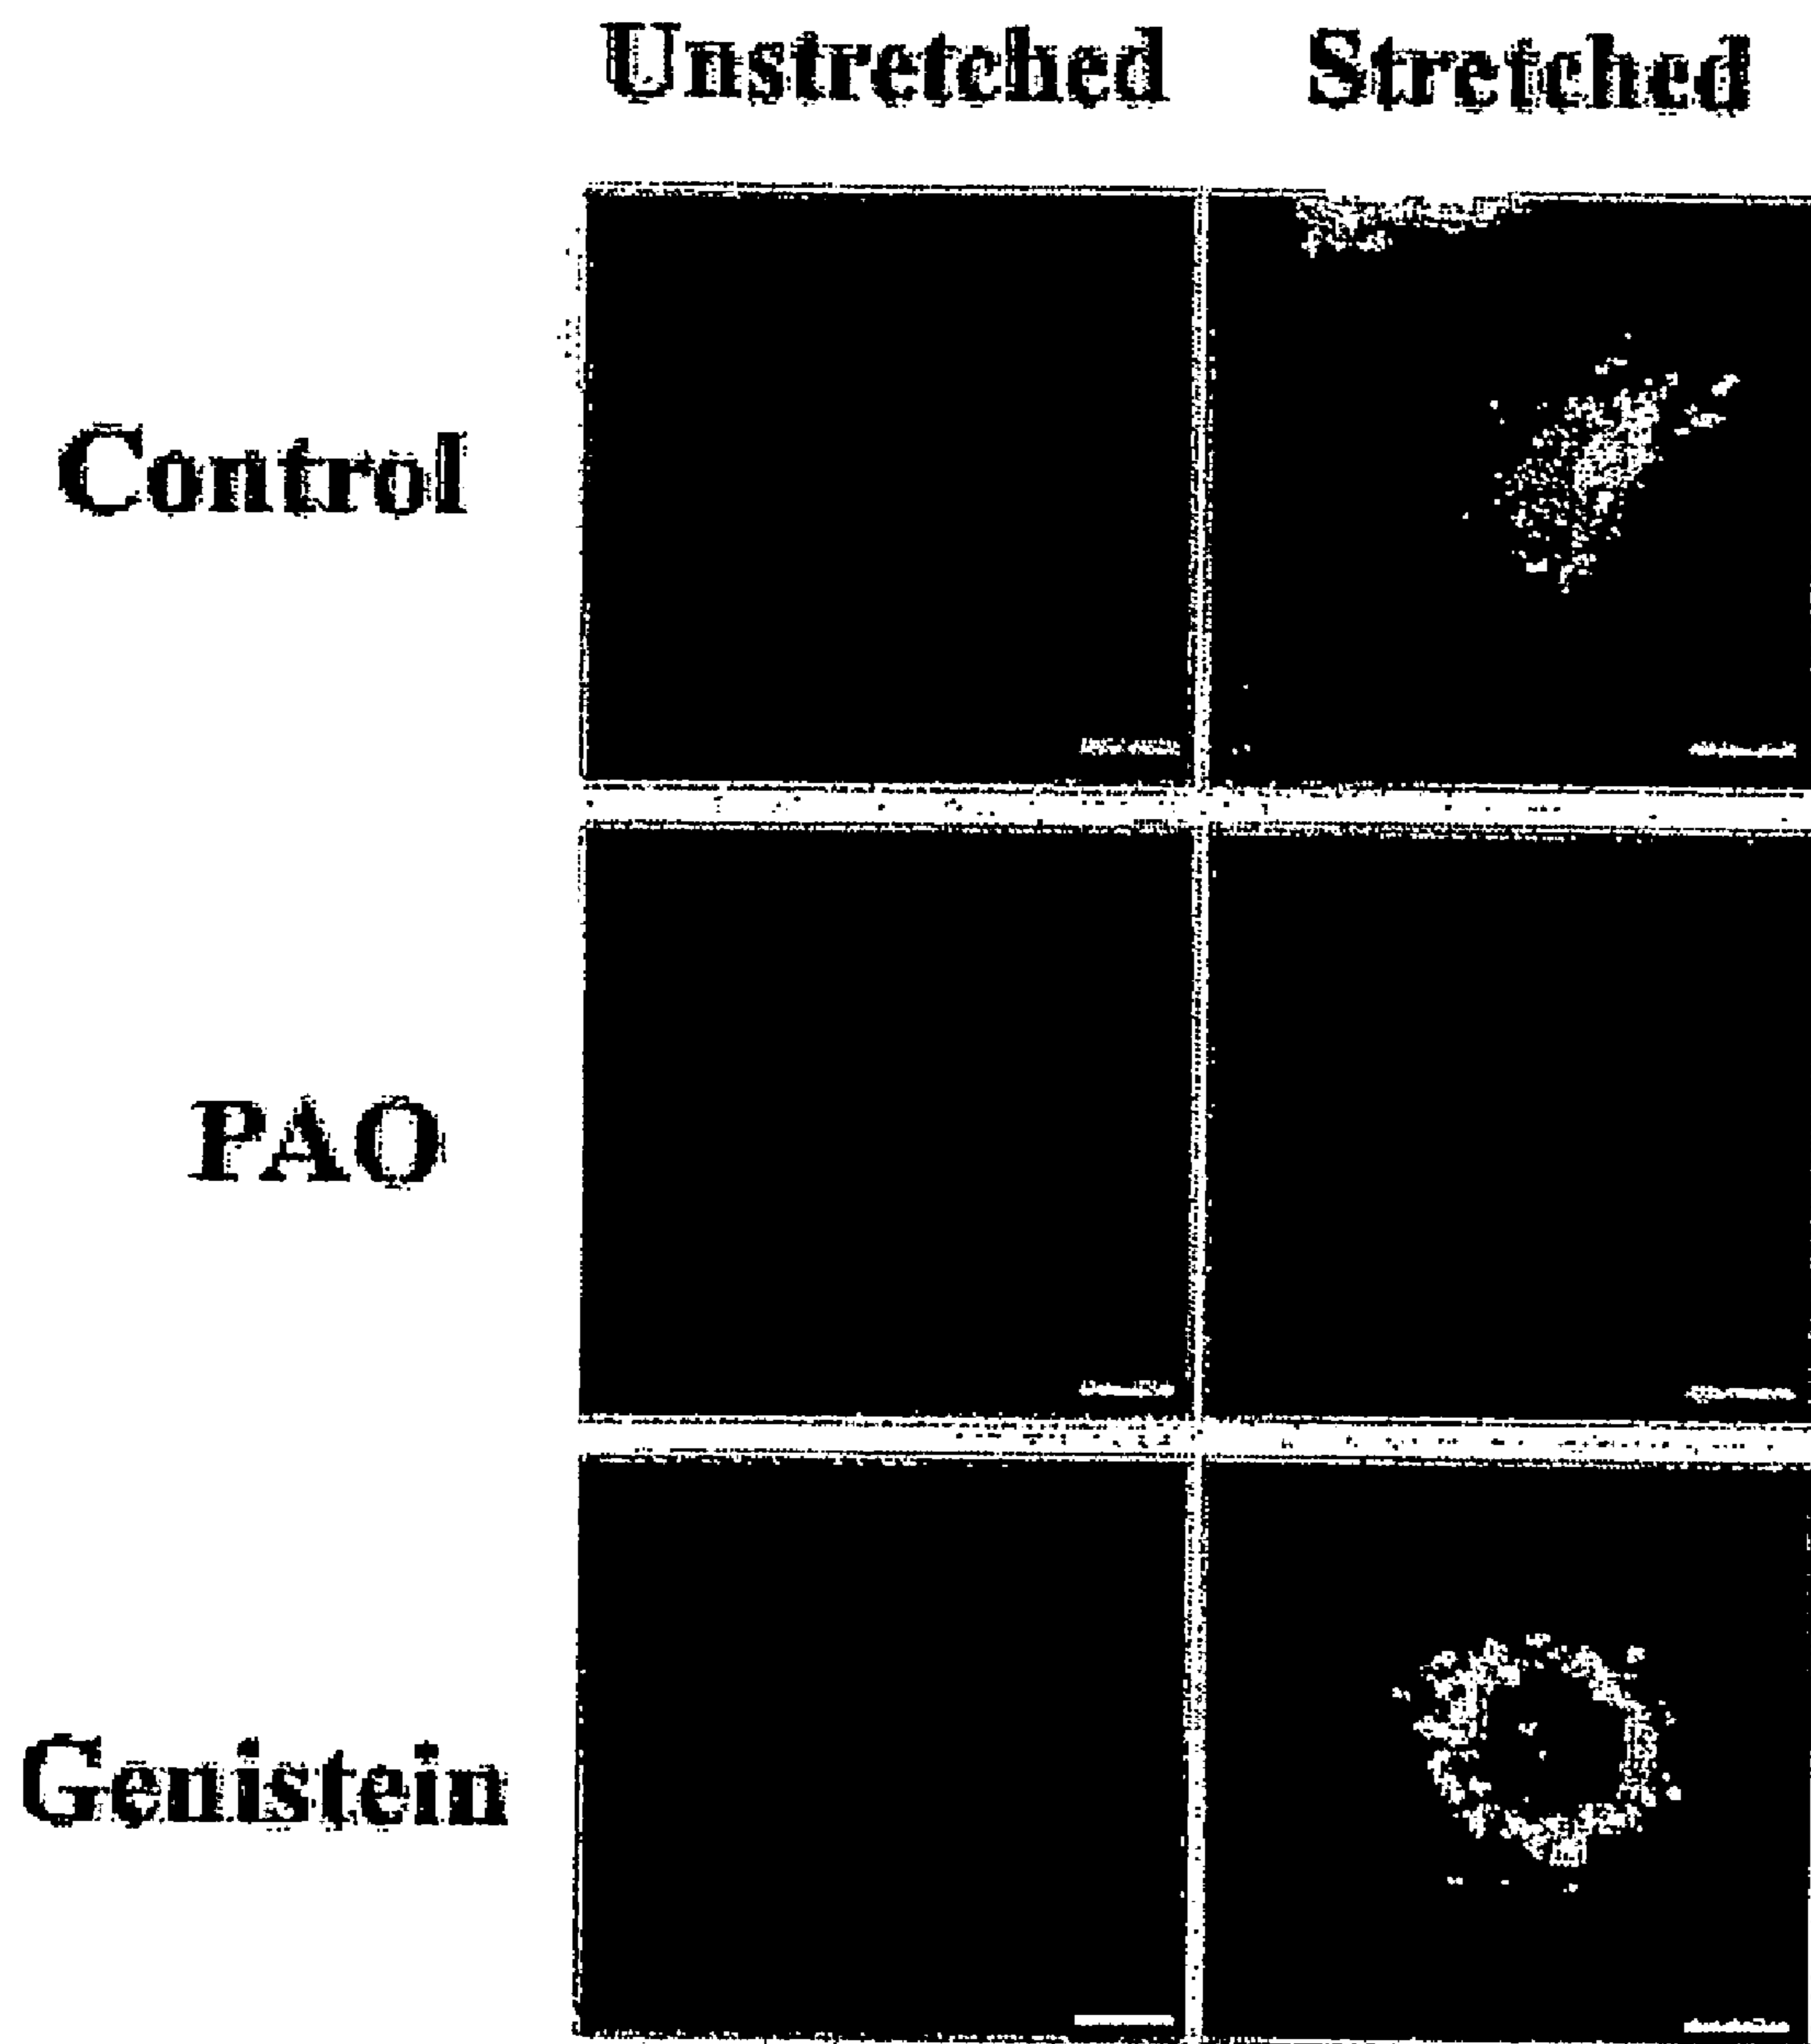 Unstretched Stretched
Control
PAO
Genistein